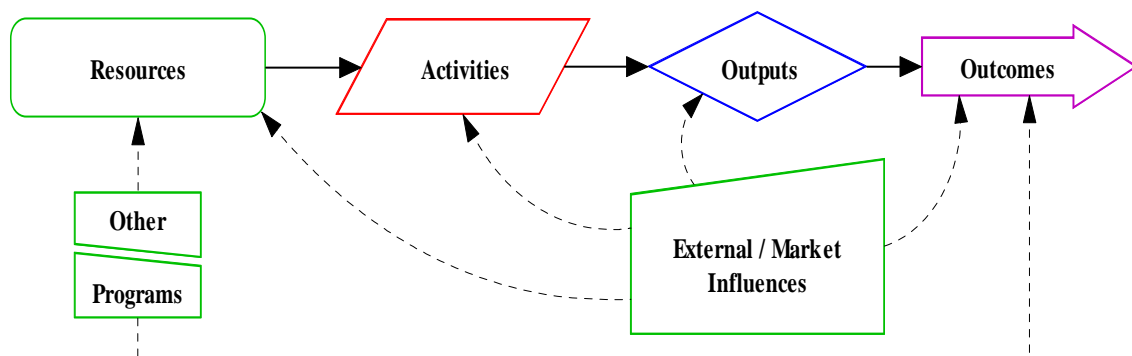 Resources
Activities
Outputs
Outcomes
Other
Programs
External / Market
Influences